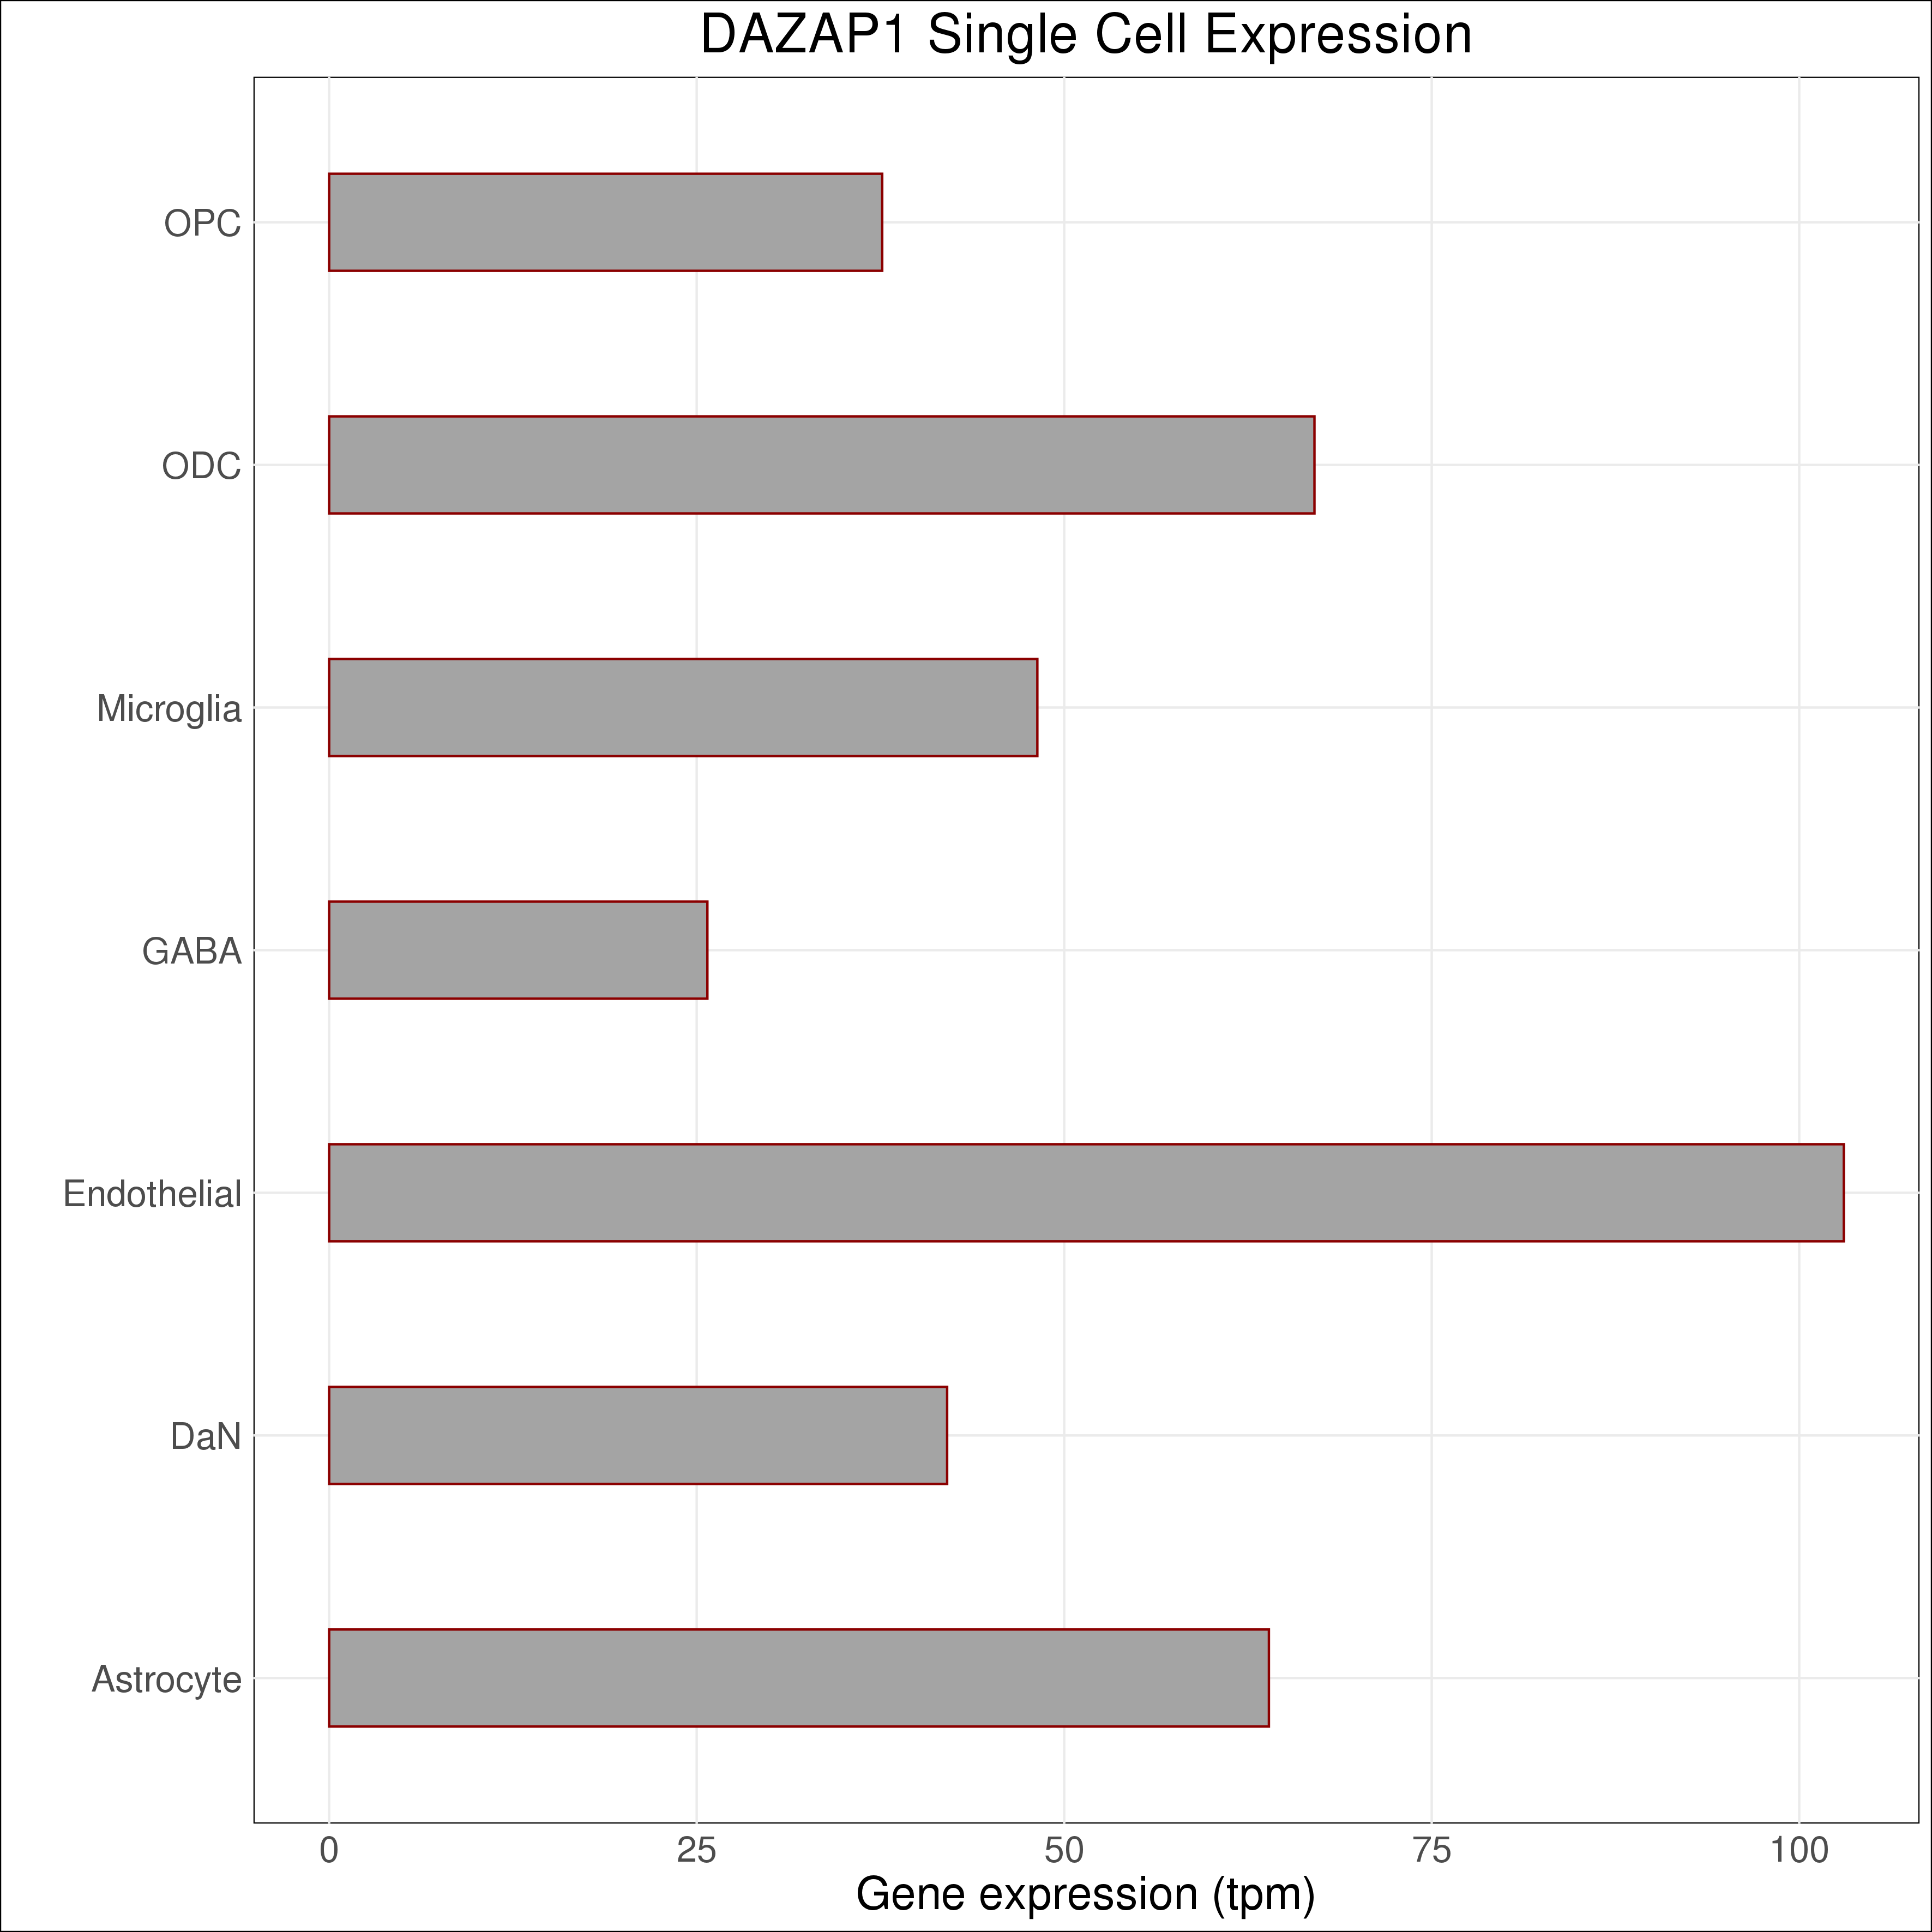 DAZAP1 Single Cell Expression
OPC
ODC
Microglia
GABA
Endothelial
DaN
Astrocyte
0 25 50 75 100
Gene expression (tpm)